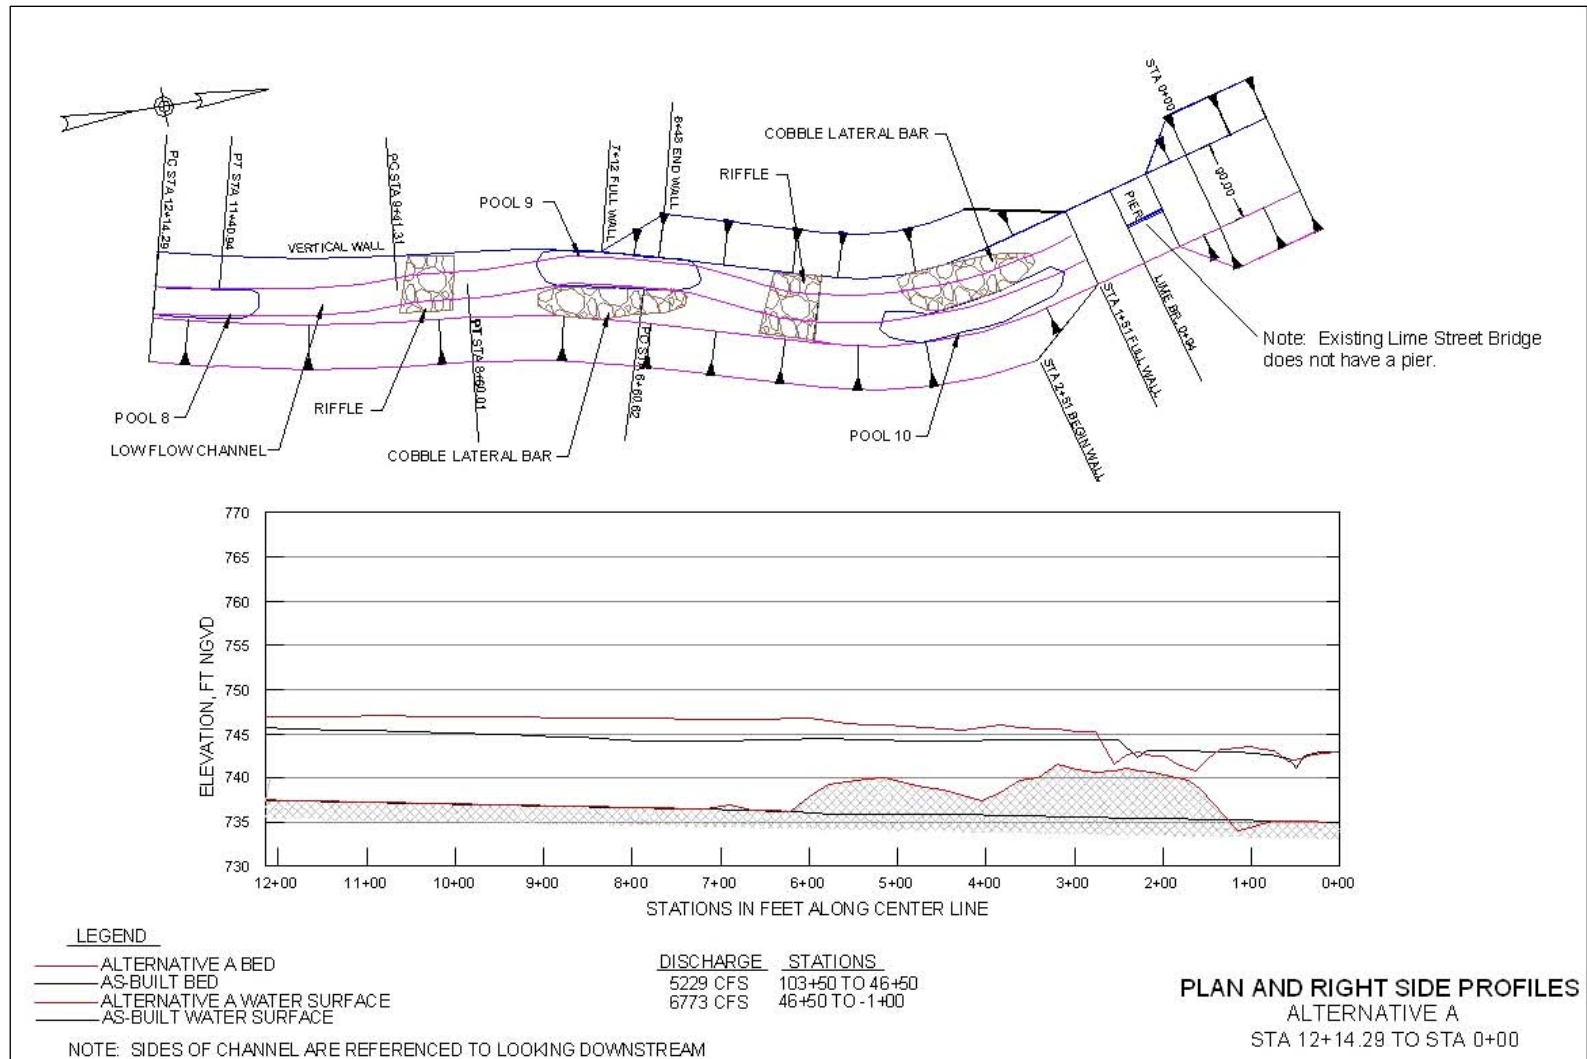 STA 0+00
COBBLE LATERAL BAR
8+48 END WALL
RIFFLE
PC STA 12+14.29
PT STA 11+40.94
PC STA 9+41.31
7+12 FULL WALL
POOL 9
90.00
PIER
VERTICAL WALL
LIME BR. 0+94
STA 1+51 FULL WALL
Note: Existing Lime Street Bridge
does not have a pier.
PT STA 8+60.01
PC STA 6+60.62
STA 2+51 BEGIN WALL
POOL 8
RIFFLE
POOL 10
LOW FLOW CHANNEL
COBBLE LATERAL BAR
ELEVATION, FT NGVD
770
765
760
755
750
745
740
735
730
12+00 11+00 10+00 9+00 8+00 7+00 6+00 5+00 4+00 3+00 2+00 1+00 0+00
STATIONS IN FEET ALONG CENTER LINE
LEGEND
ALTERNATIVE A BED
AS-BUILT BED
ALTERNATIVE A WATER SURFACE
AS-BUILT WATER SURFACE
DISCHARGE STATIONS
5229 CFS 103+50 TO 46+50
6773 CFS 46+50 TO -1+00
PLAN AND RIGHT SIDE PROFILES
ALTERNATIVE A
STA 12+14.29 TO STA 0+00
NOTE: SIDES OF CHANNEL ARE REFERENCED TO LOOKING DOWNSTREAM